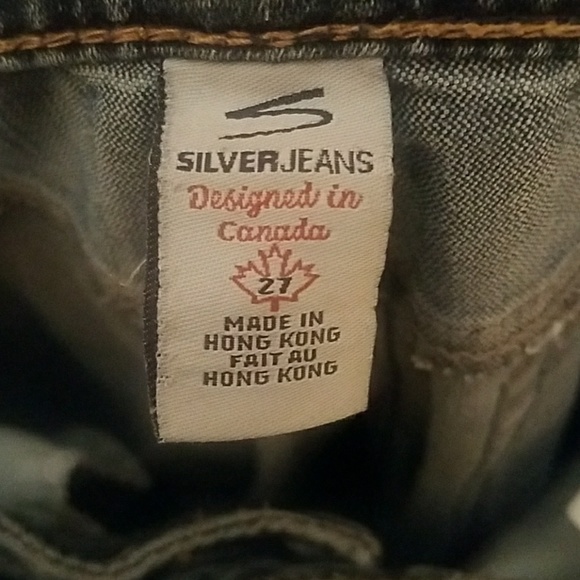 SILVERJEANS
Designed in
Canada
27
MADE IN
HONG KONG
FAIT AU
HONG KONG